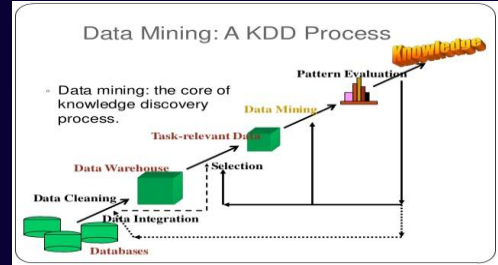 Data Mining: A KDD Process
Knowledge
Pattern Evaluation
◦ Data mining: the core of
knowledge discovery
process.
Data Mining
Task-relevant Data
Data Warehouse
Selection
Data Cleaning
Data Integration
Databases